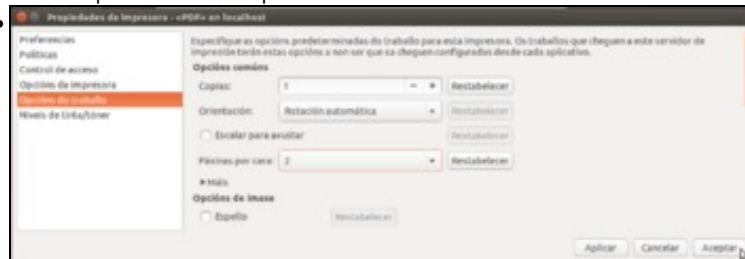 Propiedades da impresora - «PDF» en localhost
Preferencias
Políticas
Control de acceso
Opcións da impresora
Opcións do traballo
Niveis de tinta/tóner
Especifique as opcións predeterminadas do traballo para esta impresora. Os traballos que cheguen a este servidor de
impresión terán estas opcións a non ser que xa cheguen configurados desde cada aplicativo.
Opcións comúns
Copias: 1 - + Restabelecer
Orientación: Rotación automática Restabelecer
Escalar para axustar Restabelecer
Páxinas por cara: 2 Restabelecer
Máis
Opcións de imaxe
Espello Restabelecer
Aplicar Cancelar Aceptar